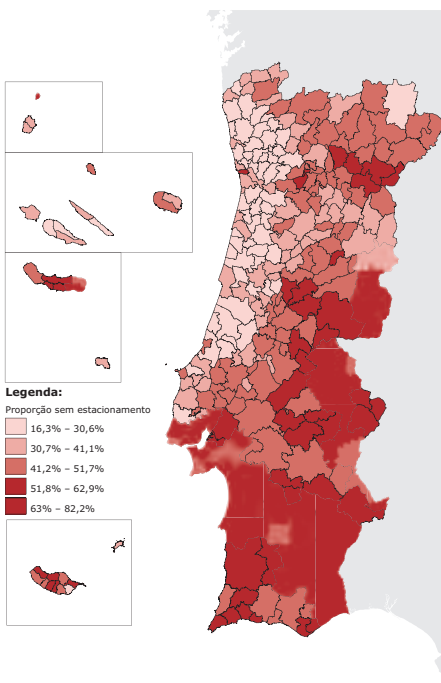 Legenda:
Proporção sem estacionamento
16,3% – 30,6%
30,7% – 41,1%
41,2% – 51,7%
51,8% – 62,9%
63% – 82,2%